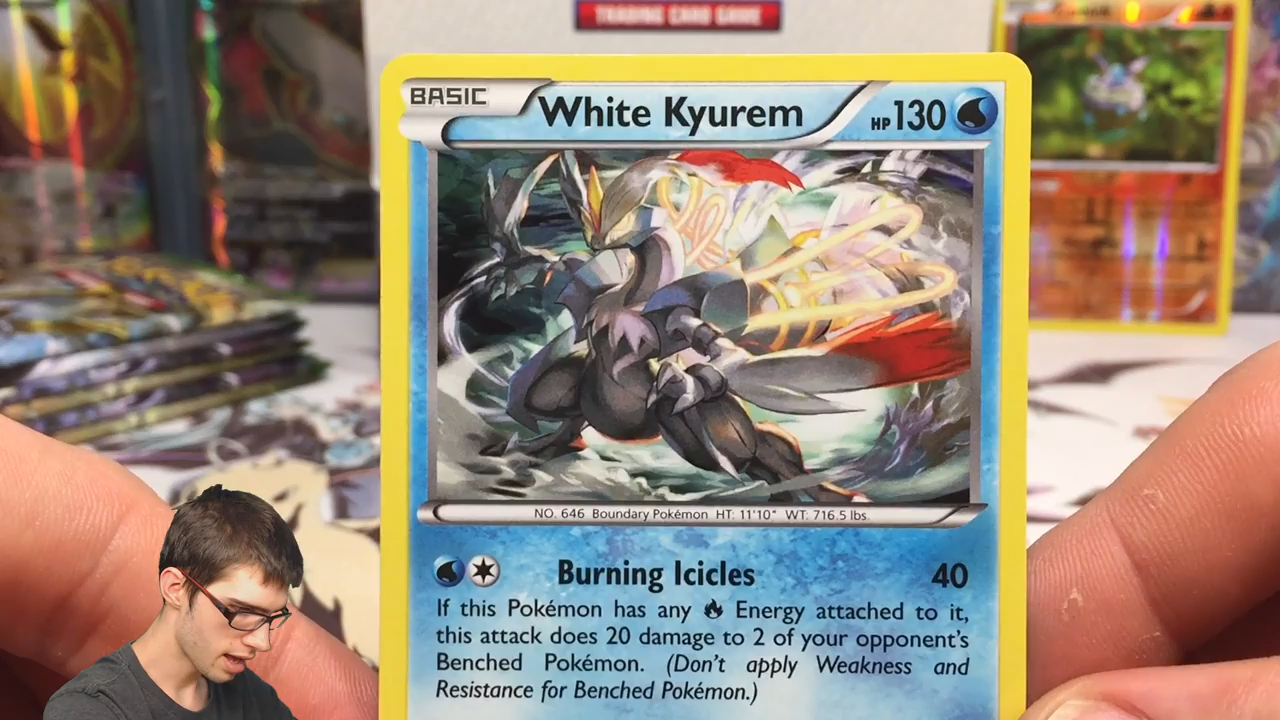 TRADING CARD GAME
BASIC
White Kyurem
HP130
NO. 646 Boundary Pokémon HT: 11'10" WT: 716.5 lbs.
Burning Icicles 40
If this Pokémon has any Energy attached to it,
this attack does 20 damage to 2 of your opponent's
Benched Pokémon. (Don't apply Weakness and
Resistance for Benched Pokémon.)